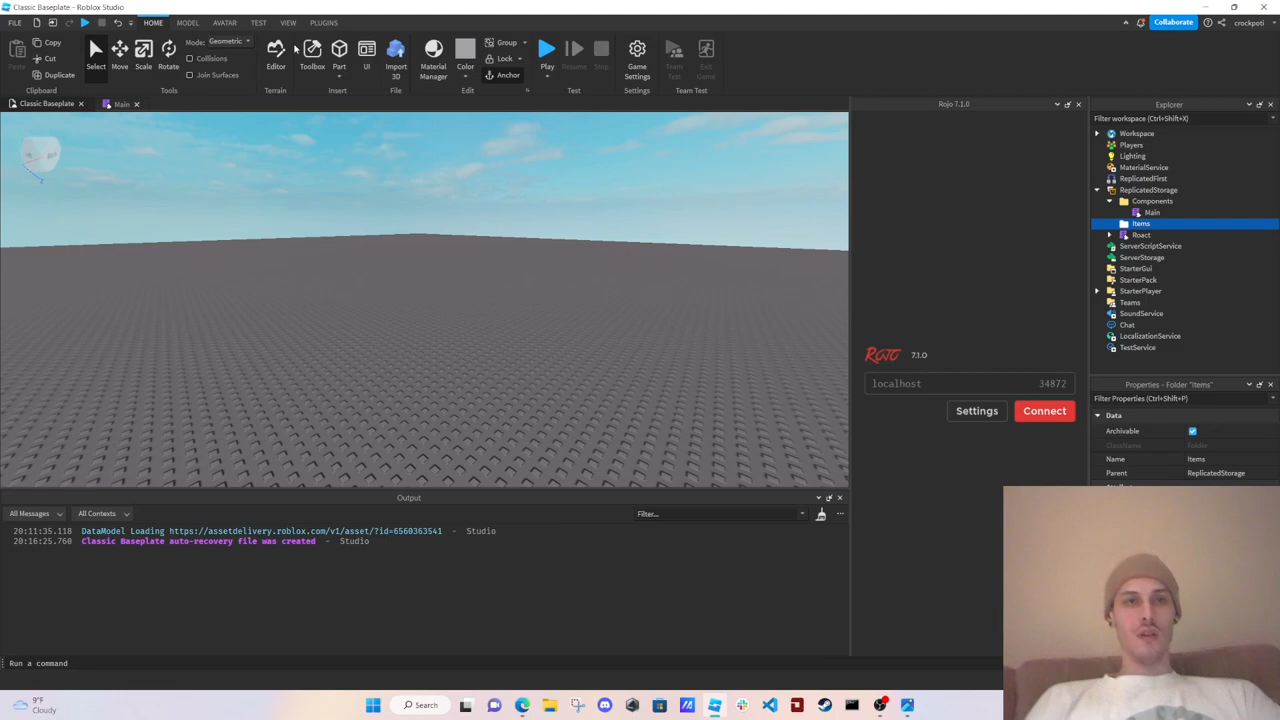 Classic Baseplate - Roblox Studio
FILE HOME MODEL AVATAR TEST VIEW PLUGINS Collaborate crockpoti
Paste Copy Cut Duplicate Clipboard
Select Move Scale Rotate Mode: Geometric Collisions Join Surfaces Tools
Editor Terrain
Toolbox Part UI Insert
Import 3D File
Material Manager Color Group Lock Anchor Edit
Play Resume Stop Test
Game Settings Settings
Team Test Exit Game Team Test
Classic Baseplate Main
Rojo 7.1.0
Rojo 7.1.0
localhost 34872
Settings Connect
Explorer
Filter workspace (Ctrl+Shift+X)
Workspace
Players
Lighting
MaterialService
ReplicatedFirst
ReplicatedStorage
Components
Main
Items
Roact
ServerScriptService
ServerStorage
StarterGui
StarterPack
StarterPlayer
Teams
SoundService
Chat
LocalizationService
TestService
Properties - Folder "Items"
Filter Properties (Ctrl+Shift+P)
Data
Archivable
ClassName Folder
Name Items
Parent ReplicatedStorage
Output
All Messages All Contexts Filter...
20:11:35.118 DataModel Loading https://assetdelivery.roblox.com/v1/asset/?id=6560363541 - Studio
20:16:25.760 Classic Baseplate auto-recovery file was created - Studio
Run a command
9°F
Cloudy
Search